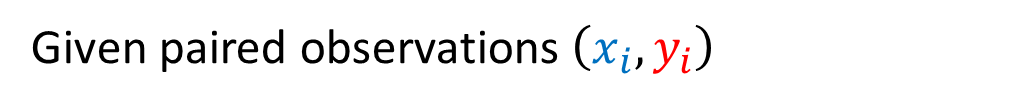 Given paired observations (xᵢ, yᵢ)